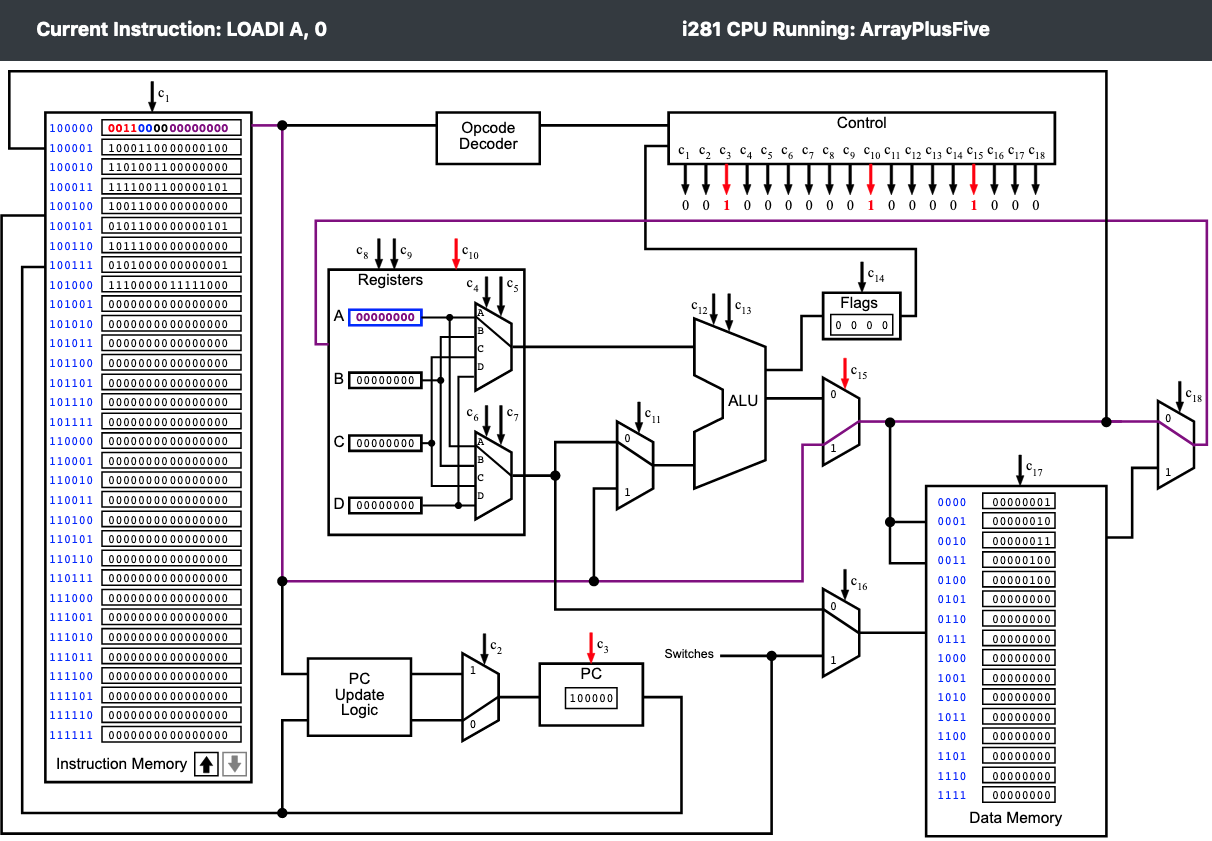 Current Instruction: LOADI A, 0
i281 CPU Running: ArrayPlusFive
c1
100000 0011000000000000
100001 1000110000000100
100010 1101001100000000
100011 1111001100000101
100100 1001100000000000
100101 0101100000000101
100110 1011100000000000
100111 0101000000000001
101000 1110000011111000
101001 0000000000000000
101010 0000000000000000
101011 0000000000000000
101100 0000000000000000
101101 0000000000000000
101110 0000000000000000
101111 0000000000000000
110000 0000000000000000
110001 0000000000000000
110010 0000000000000000
110011 0000000000000000
110100 0000000000000000
110101 0000000000000000
110110 0000000000000000
110111 0000000000000000
111000 0000000000000000
111001 0000000000000000
111010 0000000000000000
111011 0000000000000000
111100 0000000000000000
111101 0000000000000000
111110 0000000000000000
111111 0000000000000000
Instruction Memory
Opcode
Decoder
Control
c1 c2 c3 c4 c5 c6 c7 c8 c9 c10 c11 c12 c13 c14 c15 c16 c17 c18
0 0 1 0 0 0 0 0 0 1 0 0 0 0 1 0 0 0
c8 c9 c10
Registers
c4 c5
A 00000000
B 00000000
C 00000000
D 00000000
A
B
C
D
c6 c7
A
B
C
D
c11
0
1
c12 c13
ALU
c14
Flags
0 0 0 0
c15
0
1
c16
0
1
Switches
c18
0
1
c17
0000 00000001
0001 00000010
0010 00000011
0011 00000100
0100 00000100
0101 00000000
0110 00000000
0111 00000000
1000 00000000
1001 00000000
1010 00000000
1011 00000000
1100 00000000
1101 00000000
1110 00000000
1111 00000000
Data Memory
PC
Update
Logic
c2
1
0
c3
PC
100000